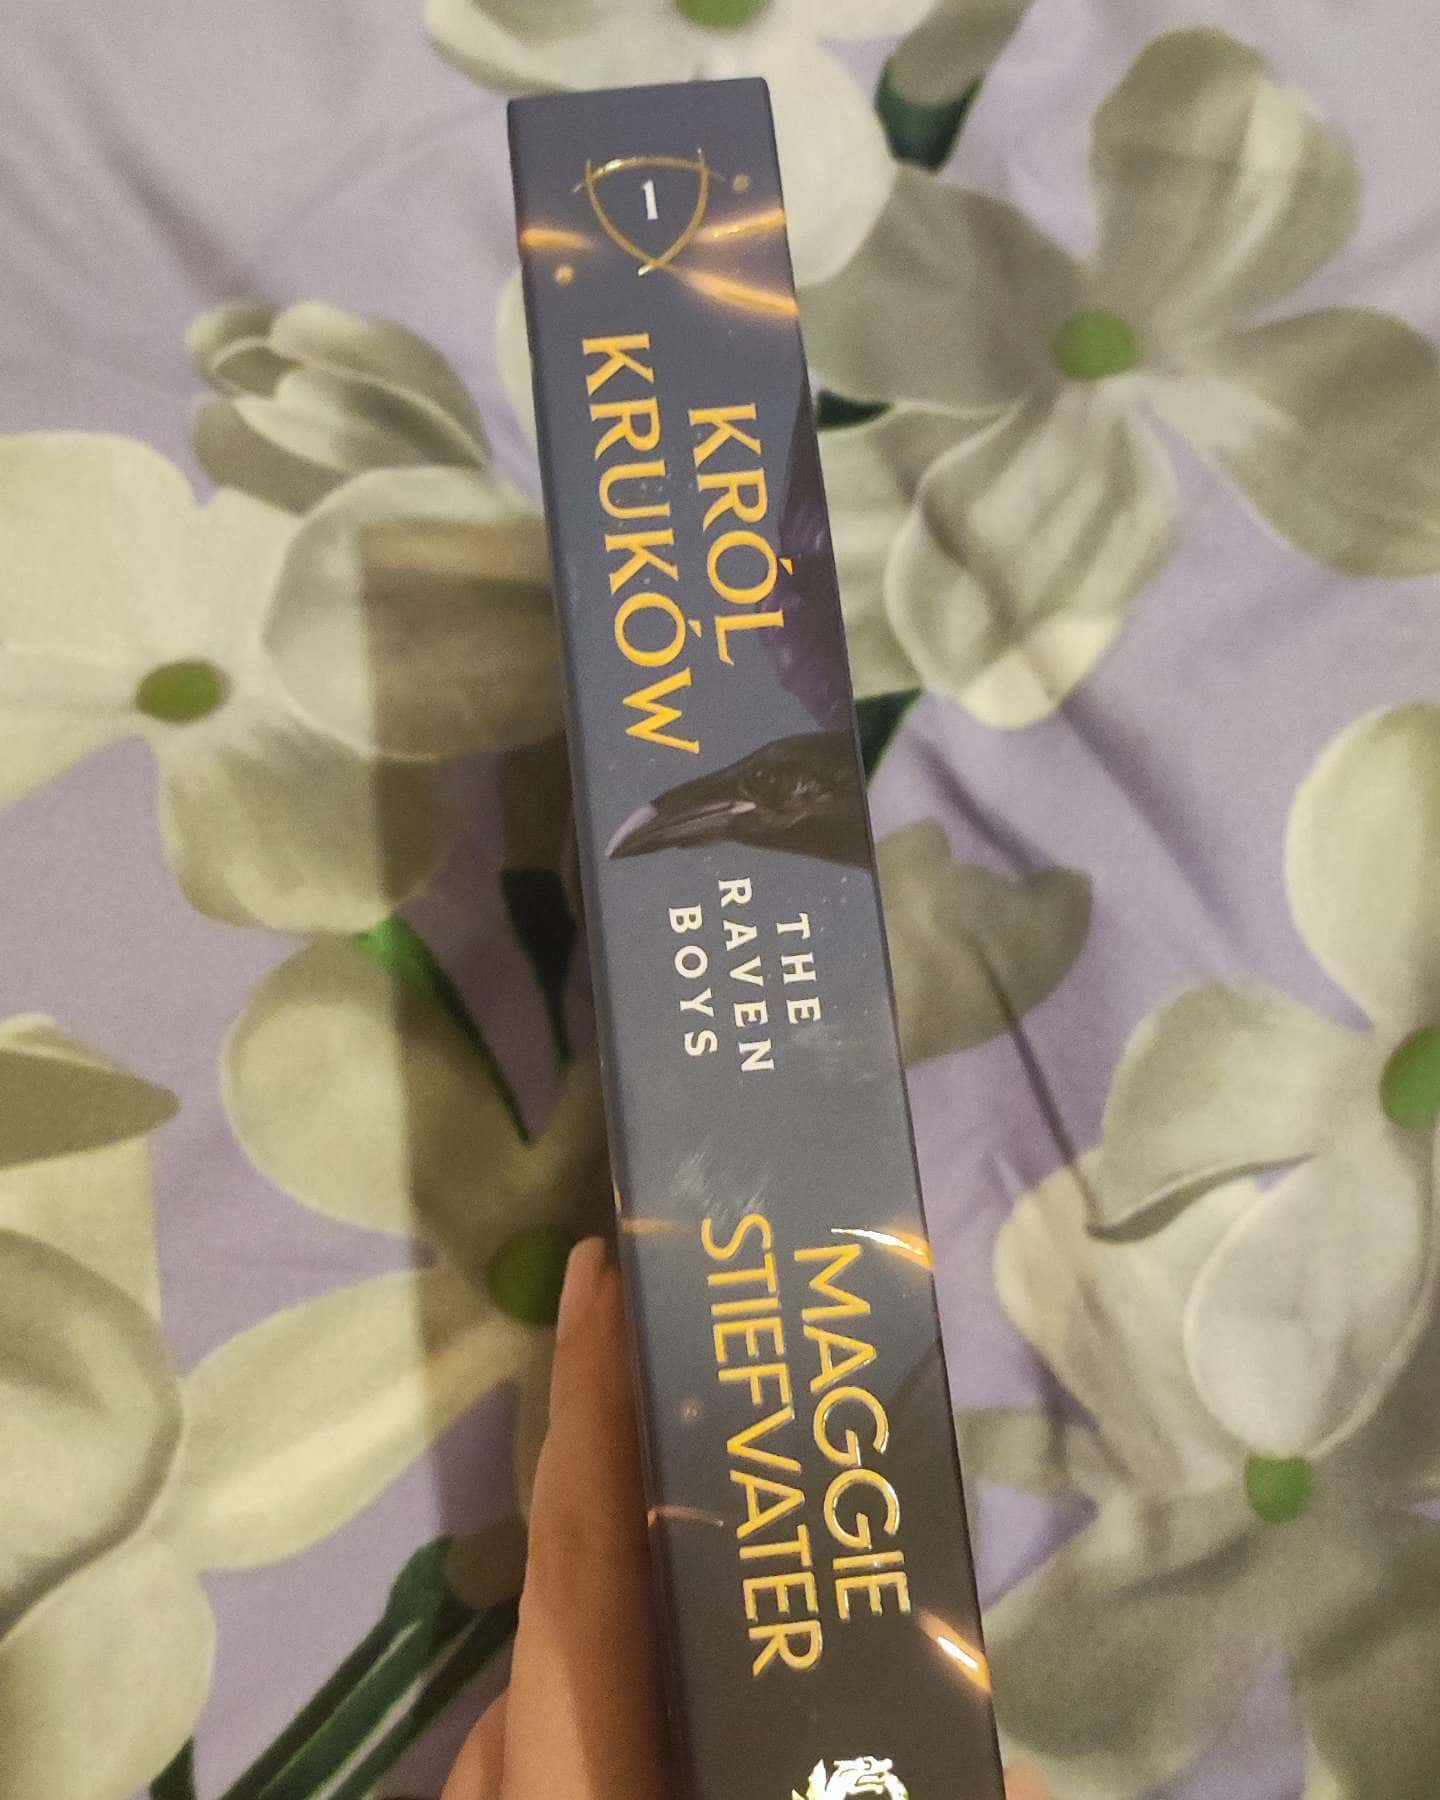 1
KRÓL
KRUKÓW
THE
RAVEN
BOYS
MAGGIE
STIEFVATER